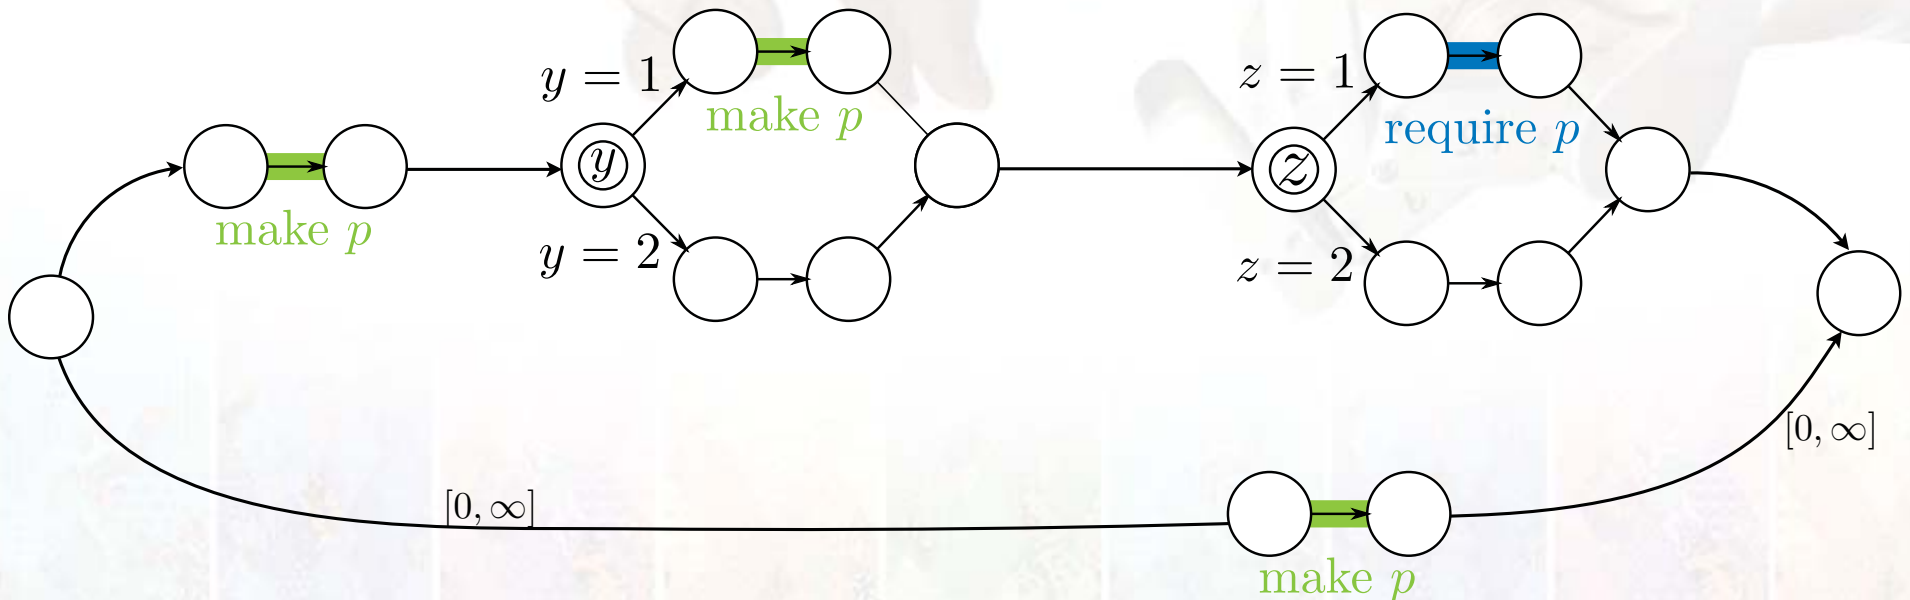 y = 1
make p
z = 1
require p
make p
y
z
y = 2
z = 2
[0, ∞]
[0, ∞]
make p